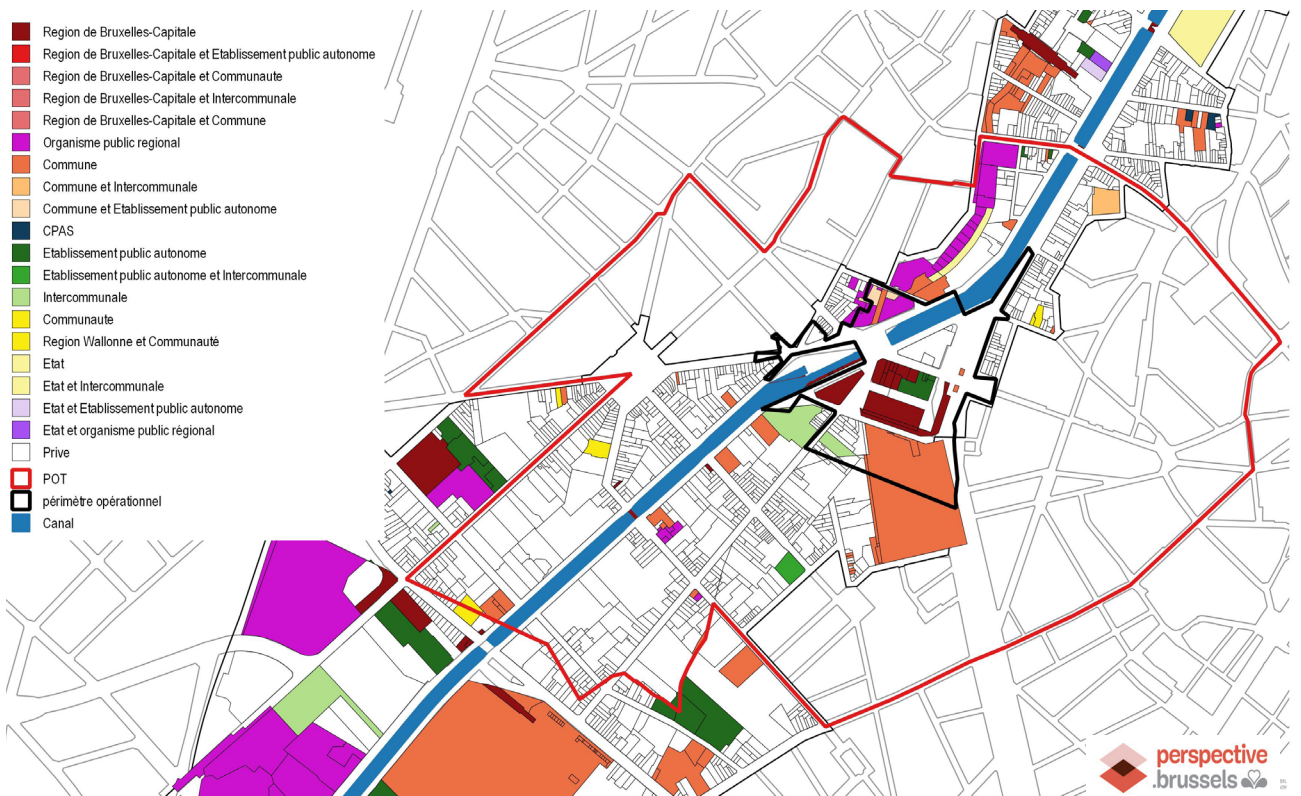 Region de Bruxelles-Capitale
Region de Bruxelles-Capitale et Etablissement public autonome
Region de Bruxelles-Capitale et Communaute
Region de Bruxelles-Capitale et Intercommunale
Region de Bruxelles-Capitale et Commune
Organisme public regional
Commune
Commune et Intercommunale
Commune et Etablissement public autonome
CPAS
Etablissement public autonome
Etablissement public autonome et Intercommunale
Intercommunale
Communaute
Region Wallonne et Communauté
Etat
Etat et Intercommunale
Etat et Etablissement public autonome
Etat et organisme public régional
Prive
POT
périmètre opérationnel
Canal
perspective
.brussels